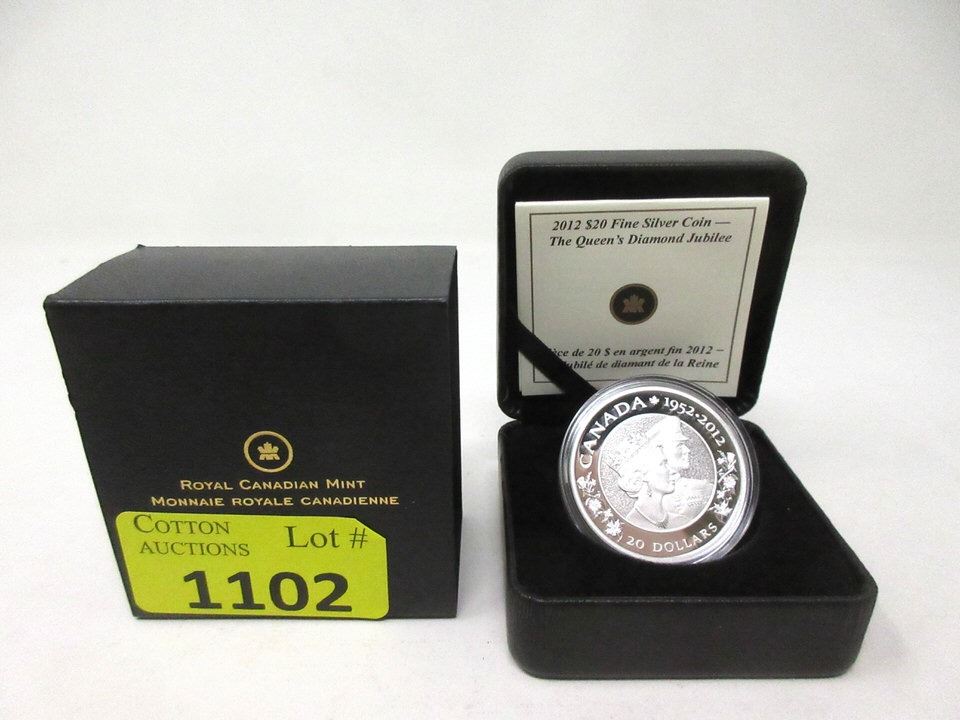 ROYAL CANADIAN MINT
MONNAIE ROYALE CANADIENNE
COTTON AUCTIONS
Lot #
1102
2012 $20 Fine Silver Coin —
The Queen's Diamond Jubilee
de 20 $ en argent fin 2012 –
de diamant de la Reine
CANADA 1952-2012
20 DOLLARS